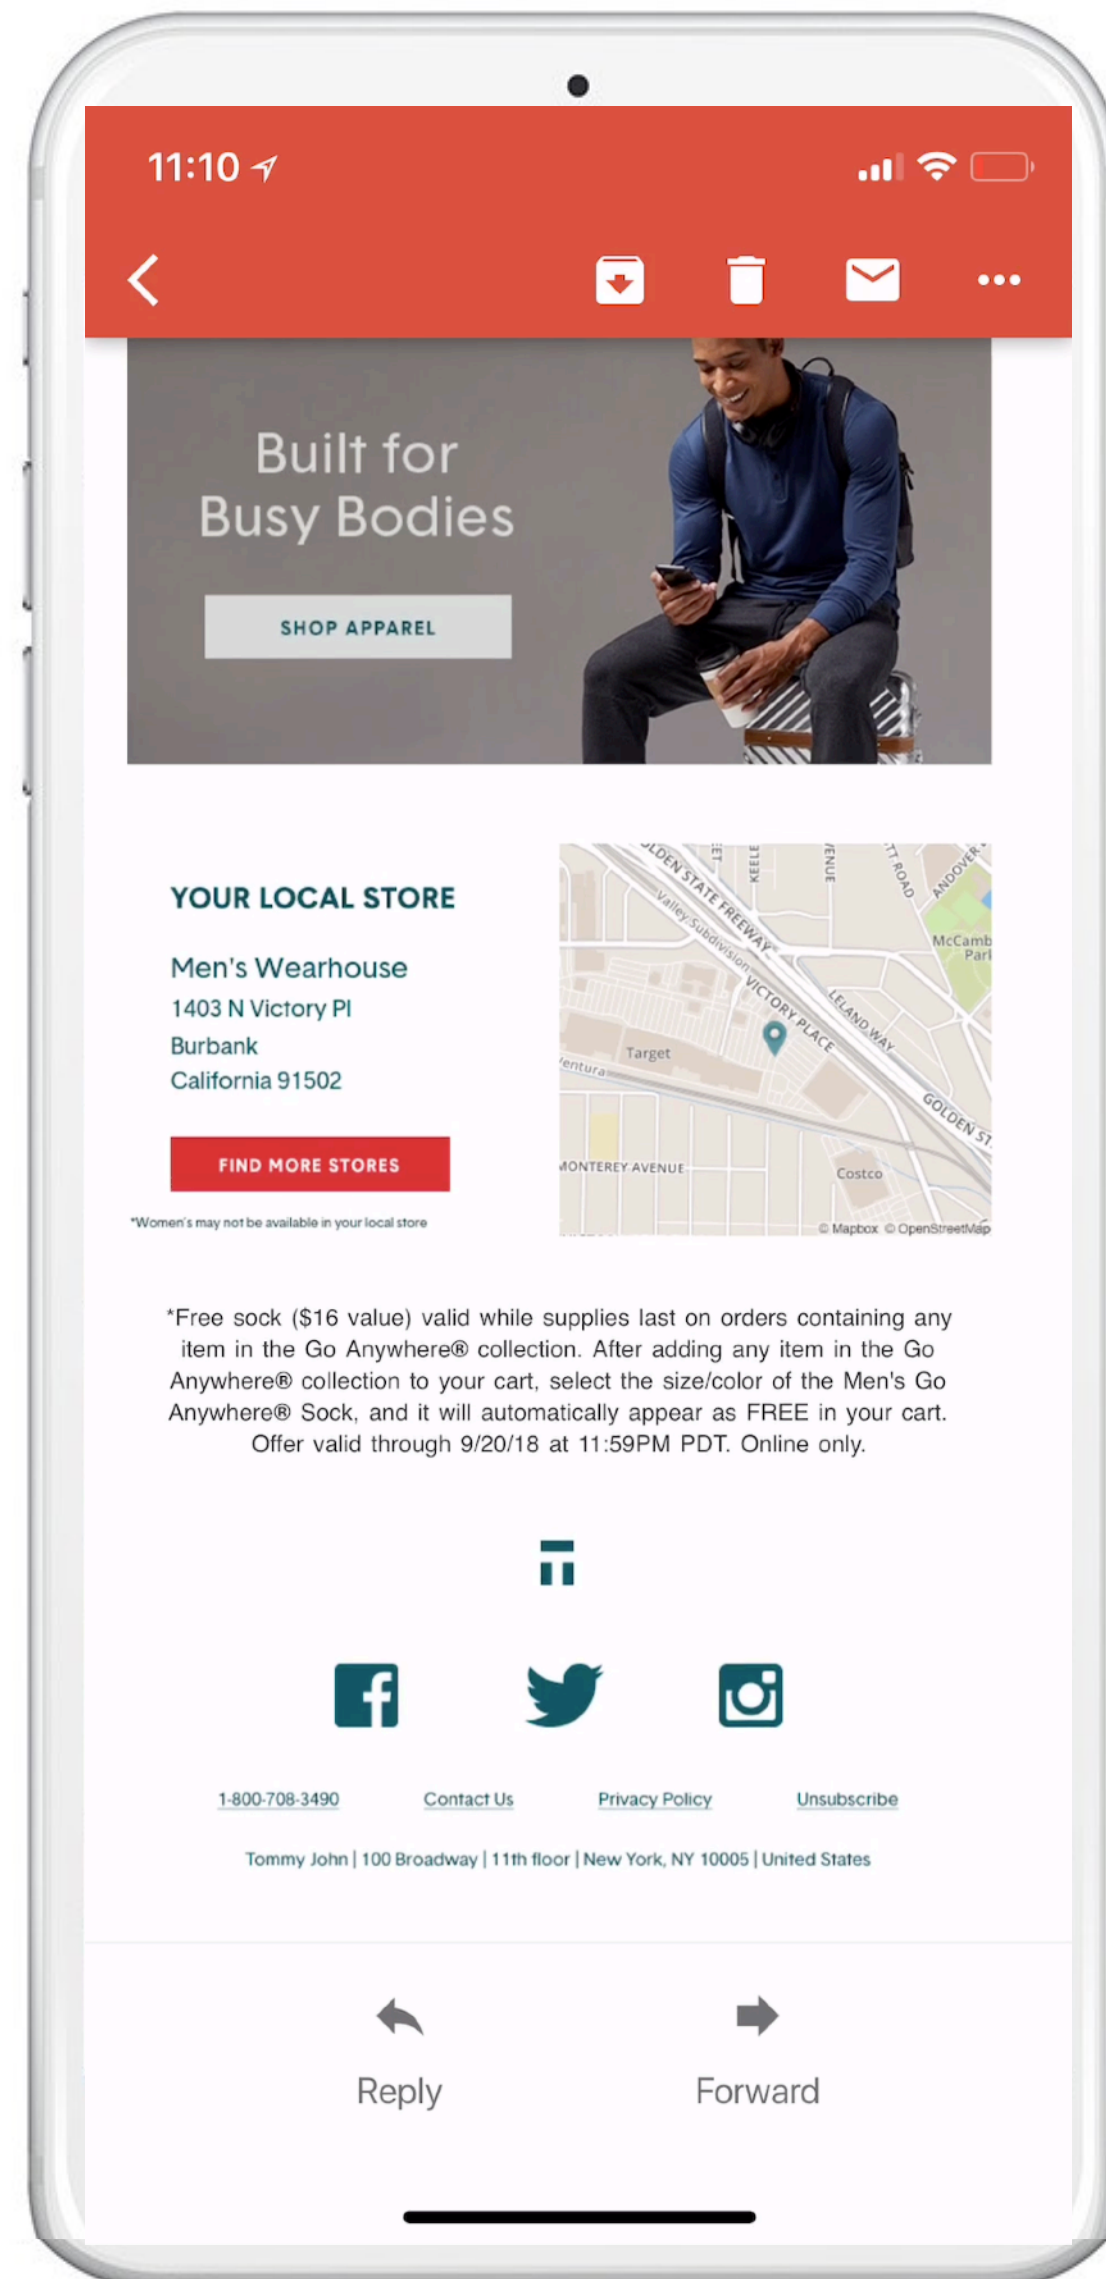 11:10
Built for
Busy Bodies
SHOP APPAREL
YOUR LOCAL STORE
Men's Wearhouse
1403 N Victory Pl
Burbank
California 91502
FIND MORE STORES
*Women's may not be available in your local store
GOLDEN STATE FREEWAY
Valley Subdivision
KEELE
ANDOVER
McCamb
Park
VICTORY PLACE
LELAND WAY
Target
entura
GOLDEN ST
MONTEREY AVENUE
Costco
© Mapbox © OpenStreetMap
*Free sock ($16 value) valid while supplies last on orders containing any
item in the Go Anywhere® collection. After adding any item in the Go
Anywhere® collection to your cart, select the size/color of the Men's Go
Anywhere® Sock, and it will automatically appear as FREE in your cart.
Offer valid through 9/20/18 at 11:59PM PDT. Online only.
1-800-708-3490 Contact Us Privacy Policy Unsubscribe
Tommy John | 100 Broadway | 11th floor | New York, NY 10005 | United States
Reply Forward